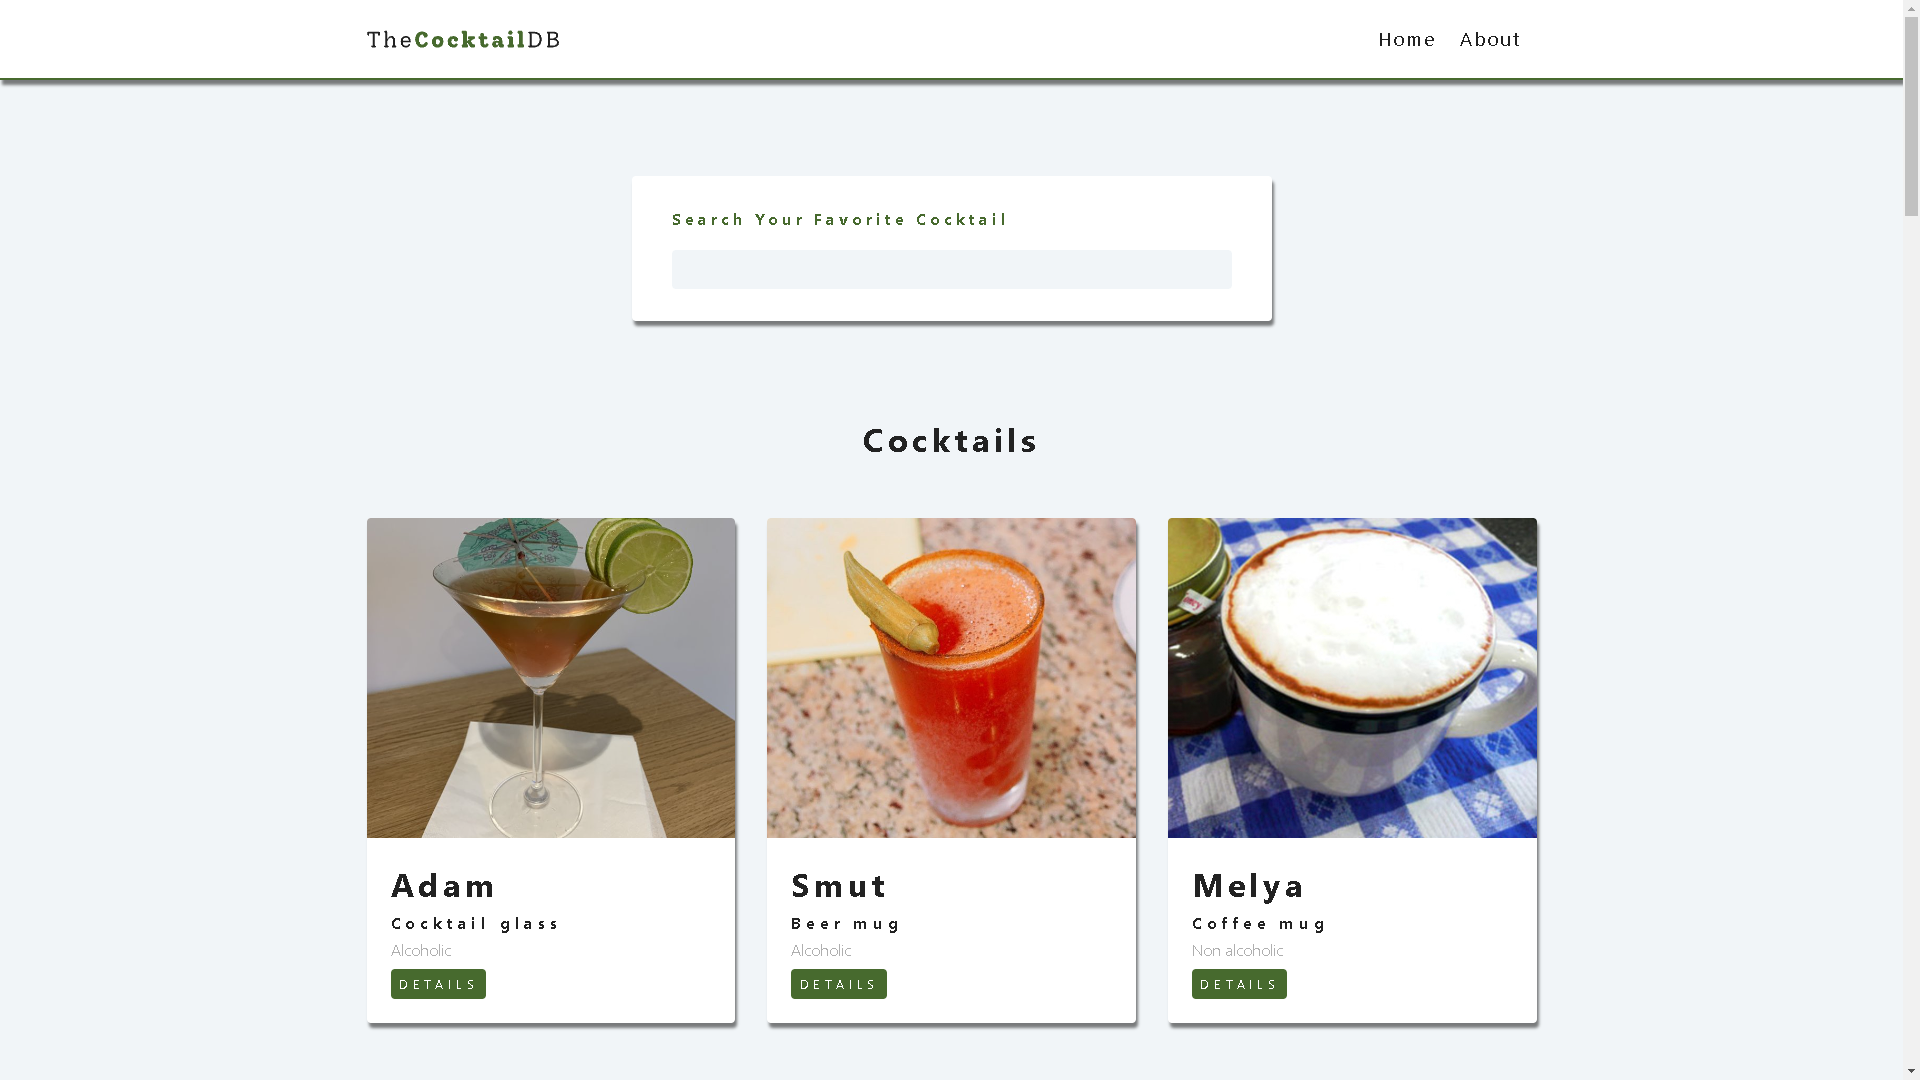 TheCocktailDB
Home About
Search Your Favorite Cocktail
Cocktails
Adam
Cocktail glass
Alcoholic
DETAILS
Smut
Beer mug
Alcoholic
DETAILS
Melya
Coffee mug
Non alcoholic
DETAILS